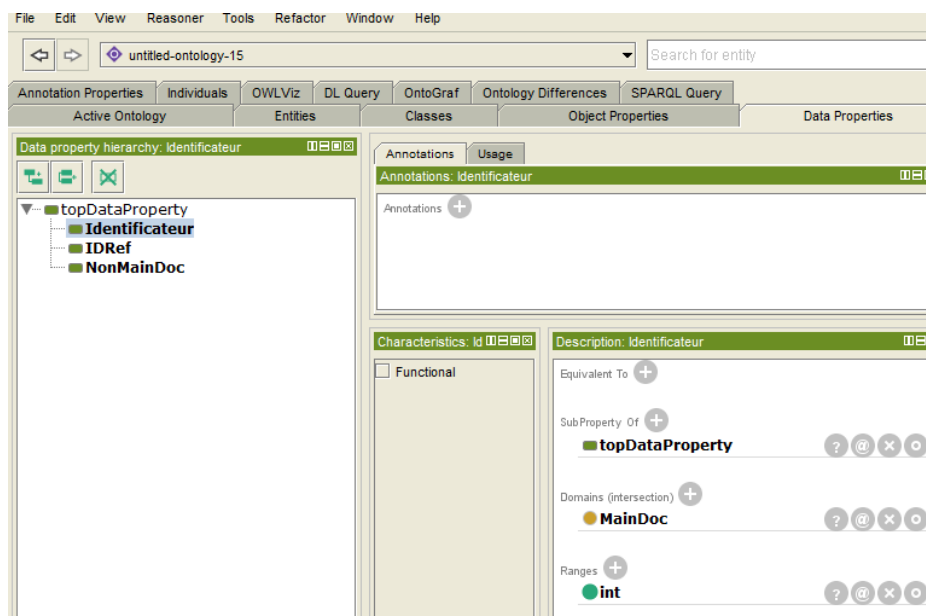 File Edit View Reasoner Tools Refactor Window Help
untitled-ontology-15
Search for entity
Annotation Properties Individuals OWLViz DL Query OntoGraf Ontology Differences SPARQL Query
Active Ontology Entities Classes Object Properties Data Properties
Data property hierarchy: Identificateur
topDataProperty
Identificateur
IDRef
NonMainDoc
Annotations Usage
Annotations: Identificateur
Annotations
Characteristics: Id
Functional
Description: Identificateur
Equivalent To
SubProperty Of
topDataProperty
Domains (intersection)
MainDoc
Ranges
int